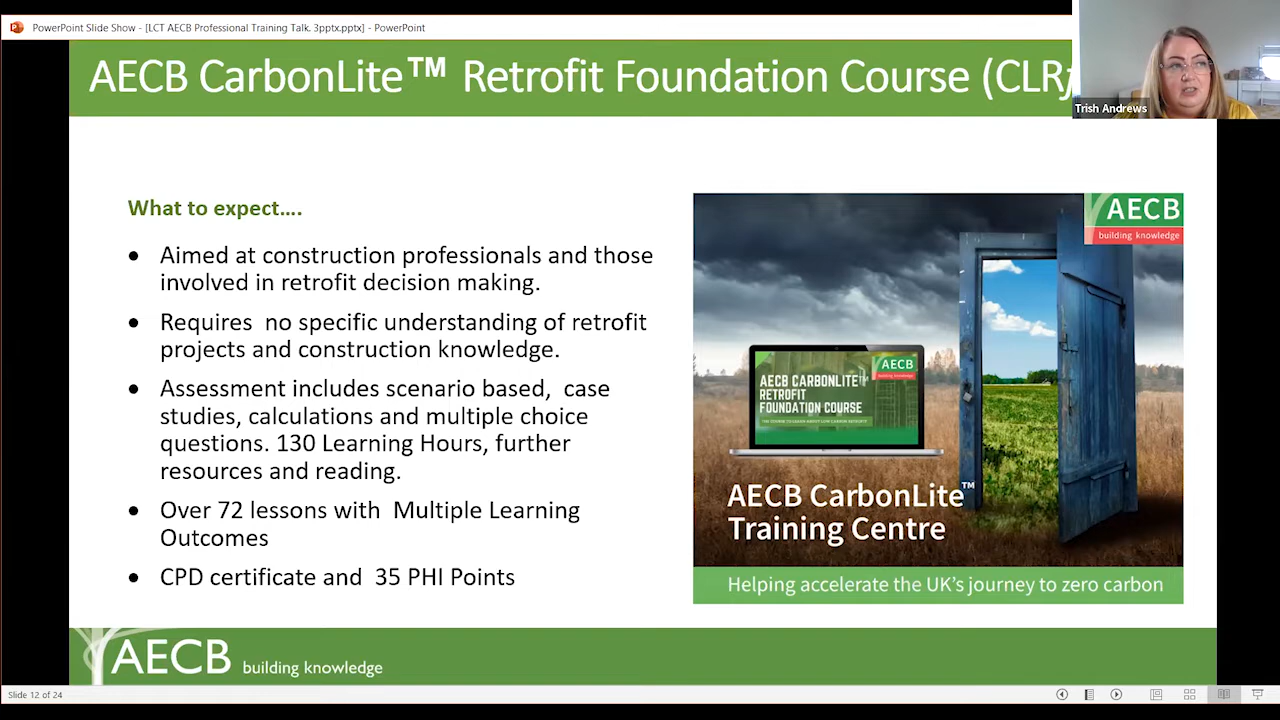 PowerPoint Slide Show - [LCT AECB Professional Training Talk. 3pptx.pptx] - PowerPoint
AECB CarbonLite™ Retrofit Foundation Course (CLRf
Trish Andrews
What to expect….
• Aimed at construction professionals and those
involved in retrofit decision making.
• Requires  no specific understanding of retrofit
projects and construction knowledge.
• Assessment includes scenario based,  case
studies, calculations and multiple choice
questions. 130 Learning Hours, further
resources and reading.
• Over 72 lessons with  Multiple Learning
Outcomes
• CPD certificate and  35 PHI Points
AECB
building knowledge
AECB
building knowledge
AECB CARBONLITE™
RETROFIT
FOUNDATION COURSE
AECB CarbonLite™
Training Centre
Helping accelerate the UK's journey to zero carbon
AECB building knowledge
Slide 12 of 24